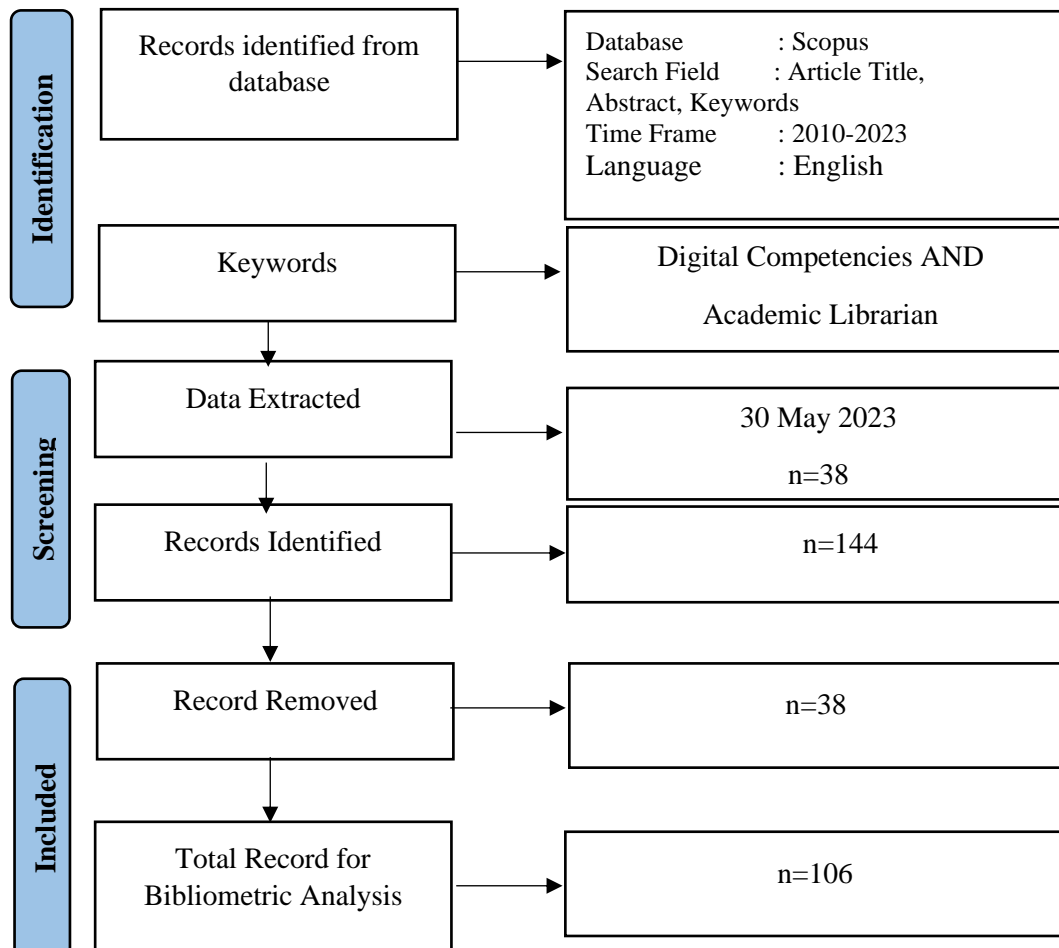 Identification
Records identified from
database
Database : Scopus
Search Field : Article Title,
Abstract, Keywords
Time Frame : 2010-2023
Language : English
Keywords
Digital Competencies AND
Academic Librarian
Screening
Data Extracted
30 May 2023
n=38
Records Identified
n=144
Included
Record Removed
n=38
Total Record for
Bibliometric Analysis
n=106